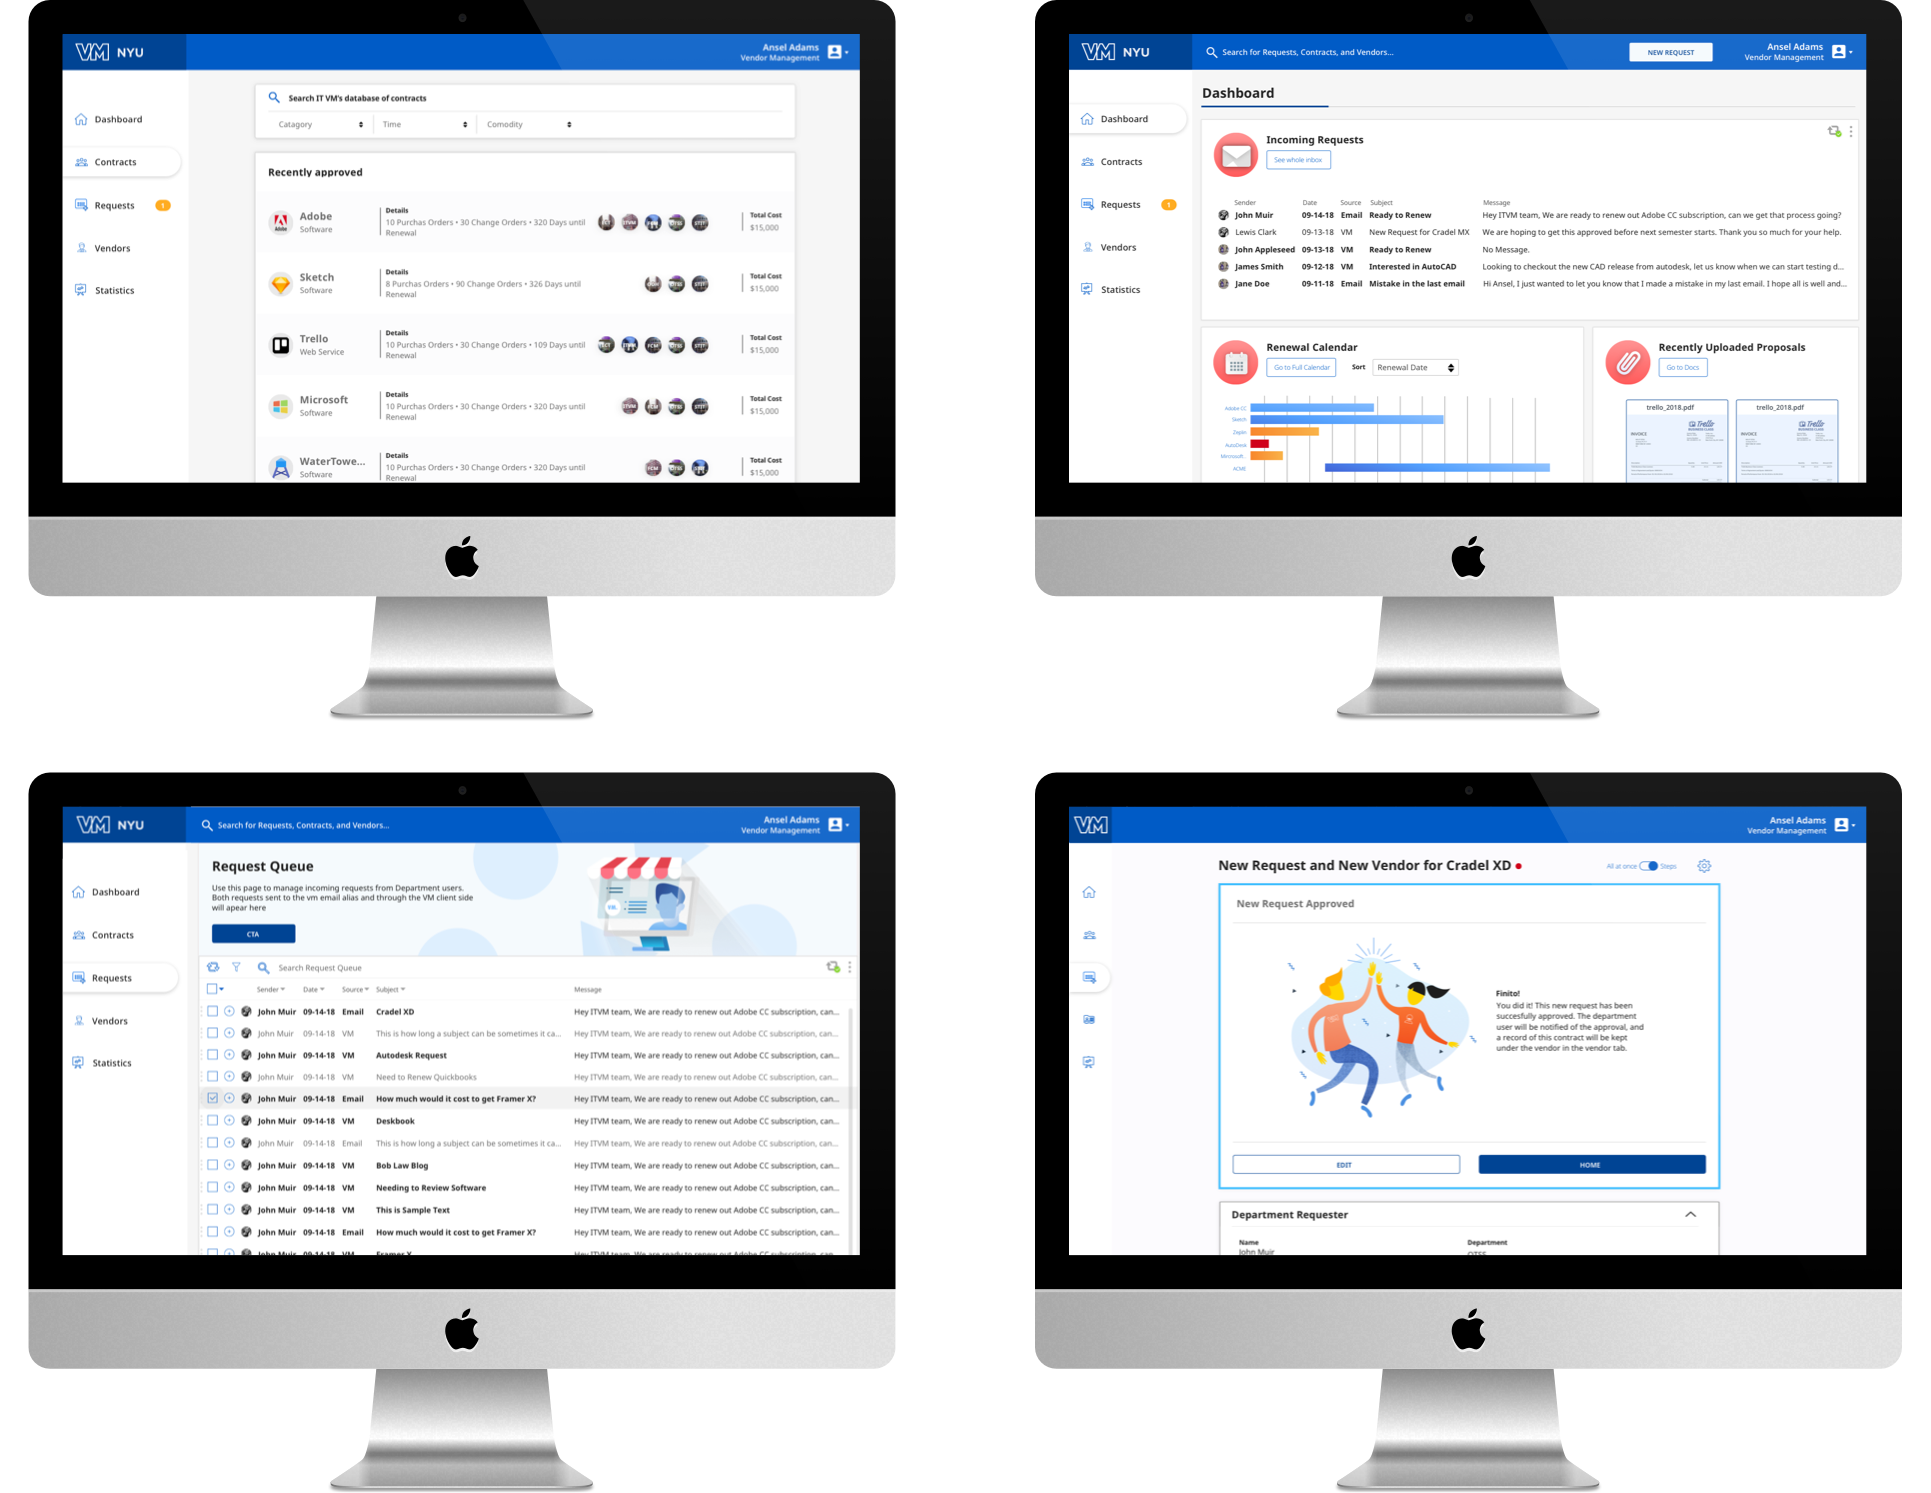 VM NYU
Ansel Adams
Vendor Management
Dashboard
Contracts
Requests 1
Vendors
Statistics
Search IT VM's database of contracts
Catagory Time Comodity
Recently approved
Adobe
Software
Details
10 Purchas Orders • 30 Change Orders • 320 Days until
Renewal
Total Cost
$15,000
Sketch
Software
Details
8 Purchas Orders • 90 Change Orders • 326 Days until
Renewal
Total Cost
$15,000
Trello
Web Service
Details
10 Purchas Orders • 30 Change Orders • 109 Days until
Renewal
Total Cost
$15,000
Microsoft
Software
Details
10 Purchas Orders • 30 Change Orders • 320 Days until
Renewal
Total Cost
$15,000
WaterTowe...
Software
Details
10 Purchas Orders • 30 Change Orders • 320 Days until
Renewal
Total Cost
$15,000
VM NYU
Search for Requests, Contracts, and Vendors...
NEW REQUEST
Ansel Adams
Vendor Management
Dashboard
Contracts
Requests 1
Vendors
Statistics
Dashboard
Incoming Requests
See whole inbox
Sender Date Source Subject Message
John Muir 09-14-18 Email Ready to Renew Hey ITVM team, We are ready to renew out Adobe CC subscription, can we get that process going?
Lewis Clark 09-13-18 VM New Request for Cradel MX We are hoping to get this approved before next semester starts. Thank you so much for your help.
John Appleseed 09-13-18 VM Ready to Renew No Message.
James Smith 09-12-18 VM Interested in AutoCAD Looking to checkout the new CAD release from autodesk, let us know when we can start testing d...
Jane Doe 09-11-18 Email Mistake in the last email Hi Ansel, I just wanted to let you know that I made a mistake in my last email. I hope all is well and...
Renewal Calendar
Go to Full Calendar Sort Renewal Date
Adobe CC
Sketch
Zeplin
AutoDesk
Microsoft..
ACME
Recently Uploaded Proposals
Go to Docs
trello_2018.pdf trello_2018.pdf
Trello Trello
INVOICE INVOICE
VM NYU
Search for Requests, Contracts, and Vendors...
Ansel Adams
Vendor Management
Dashboard
Contracts
Requests
Vendors
Statistics
Request Queue
Use this page to manage incoming requests from Department users.
Both requests sent to the vm email alias and through the VM client side
will apear here
CTA
Search Request Queue
Sender Date Source Subject Message
John Muir 09-14-18 Email Cradel XD Hey ITVM team, We are ready to renew out Adobe CC subscription, can...
John Muir 09-14-18 VM This is how long a subject can be sometimes it ca... Hey ITVM team, We are ready to renew out Adobe CC subscription, can...
John Muir 09-14-18 VM Autodesk Request Hey ITVM team, We are ready to renew out Adobe CC subscription, can...
John Muir 09-14-18 VM Need to Renew Quickbooks Hey ITVM team, We are ready to renew out Adobe CC subscription, can...
John Muir 09-14-18 Email How much would it cost to get Framer X? Hey ITVM team, We are ready to renew out Adobe CC subscription, can...
John Muir 09-14-18 VM Deskbook Hey ITVM team, We are ready to renew out Adobe CC subscription, can...
John Muir 09-14-18 Email This is how long a subject can be sometimes it ca... Hey ITVM team, We are ready to renew out Adobe CC subscription, can...
John Muir 09-14-18 VM Bob Law Blog Hey ITVM team, We are ready to renew out Adobe CC subscription, can...
John Muir 09-14-18 VM Needing to Review Software Hey ITVM team, We are ready to renew out Adobe CC subscription, can...
John Muir 09-14-18 VM This is Sample Text Hey ITVM team, We are ready to renew out Adobe CC subscription, can...
John Muir 09-14-18 Email How much would it cost to get Framer X? Hey ITVM team, We are ready to renew out Adobe CC subscription, can...
John Muir 09-14-18 VM Framer X Hey ITVM team, We are ready to renew out Adobe CC subscription, can...
VM
Ansel Adams
Vendor Management
New Request and New Vendor for Cradel XD
All at once Steps
New Request Approved
Finito!
You did it! This new request has been
succesfully approved. The department
user will be notified of the approval, and
a record of this contract will be kept
under the vendor in the vendor tab.
EDIT HOME
Department Requester
Name Department
John Muir OTSS